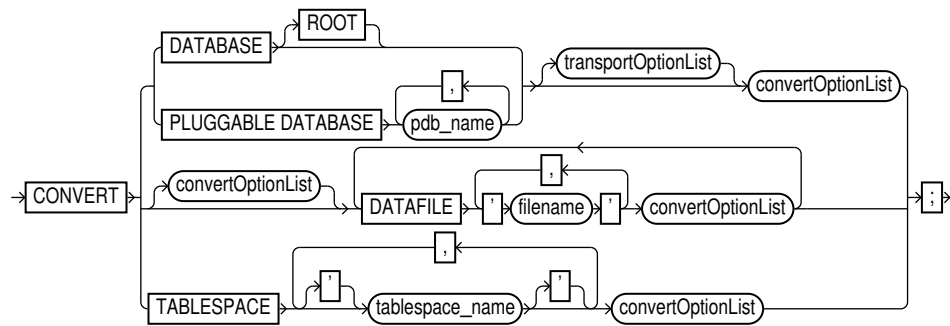 ROOT
DATABASE
transportOptionList
convertOptionList
,
PLUGGABLE DATABASE pdb_name
,
convertOptionList
CONVERT DATAFILE ' filename ' convertOptionList ;
,
' '
TABLESPACE tablespace_name convertOptionList